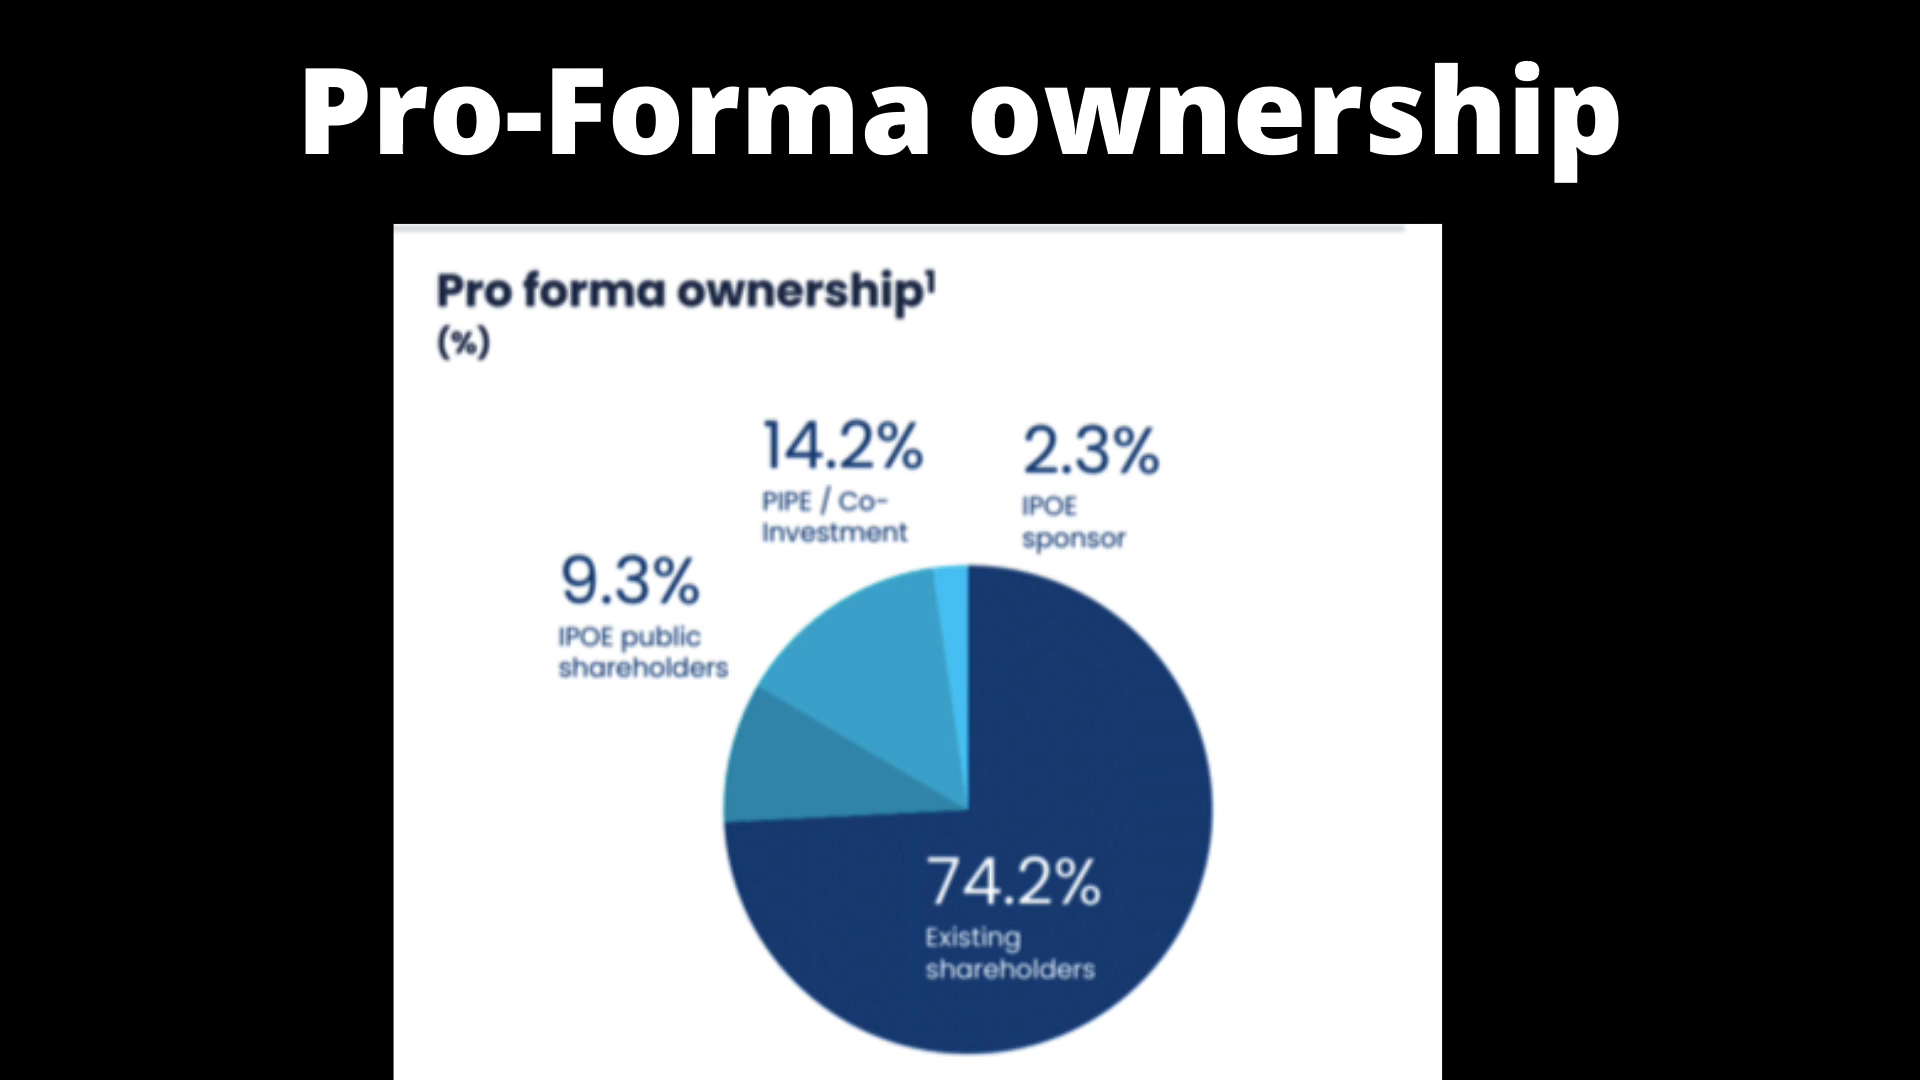 Pro-Forma ownership
Pro forma ownership¹
(%)
14.2%
PIPE / Co-
Investment
2.3%
IPOE
sponsor
9.3%
IPOE public
shareholders
74.2%
Existing
shareholders